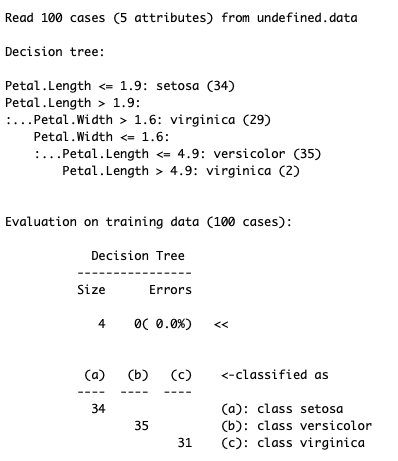 Read 100 cases (5 attributes) from undefined.data
Decision tree:
Petal.Length <= 1.9: setosa (34)
Petal.Length > 1.9:
:...Petal.Width > 1.6: virginica (29)
    Petal.Width <= 1.6:
    :...Petal.Length <= 4.9: versicolor (35)
        Petal.Length > 4.9: virginica (2)
Evaluation on training data (100 cases):
            Decision Tree
          ----------------
          Size      Errors
             4    0( 0.0%)   <<
           (a)   (b)   (c)    <-classified as
          ----  ----  ----
            34                (a): class setosa
                  35          (b): class versicolor
                        31    (c): class virginica